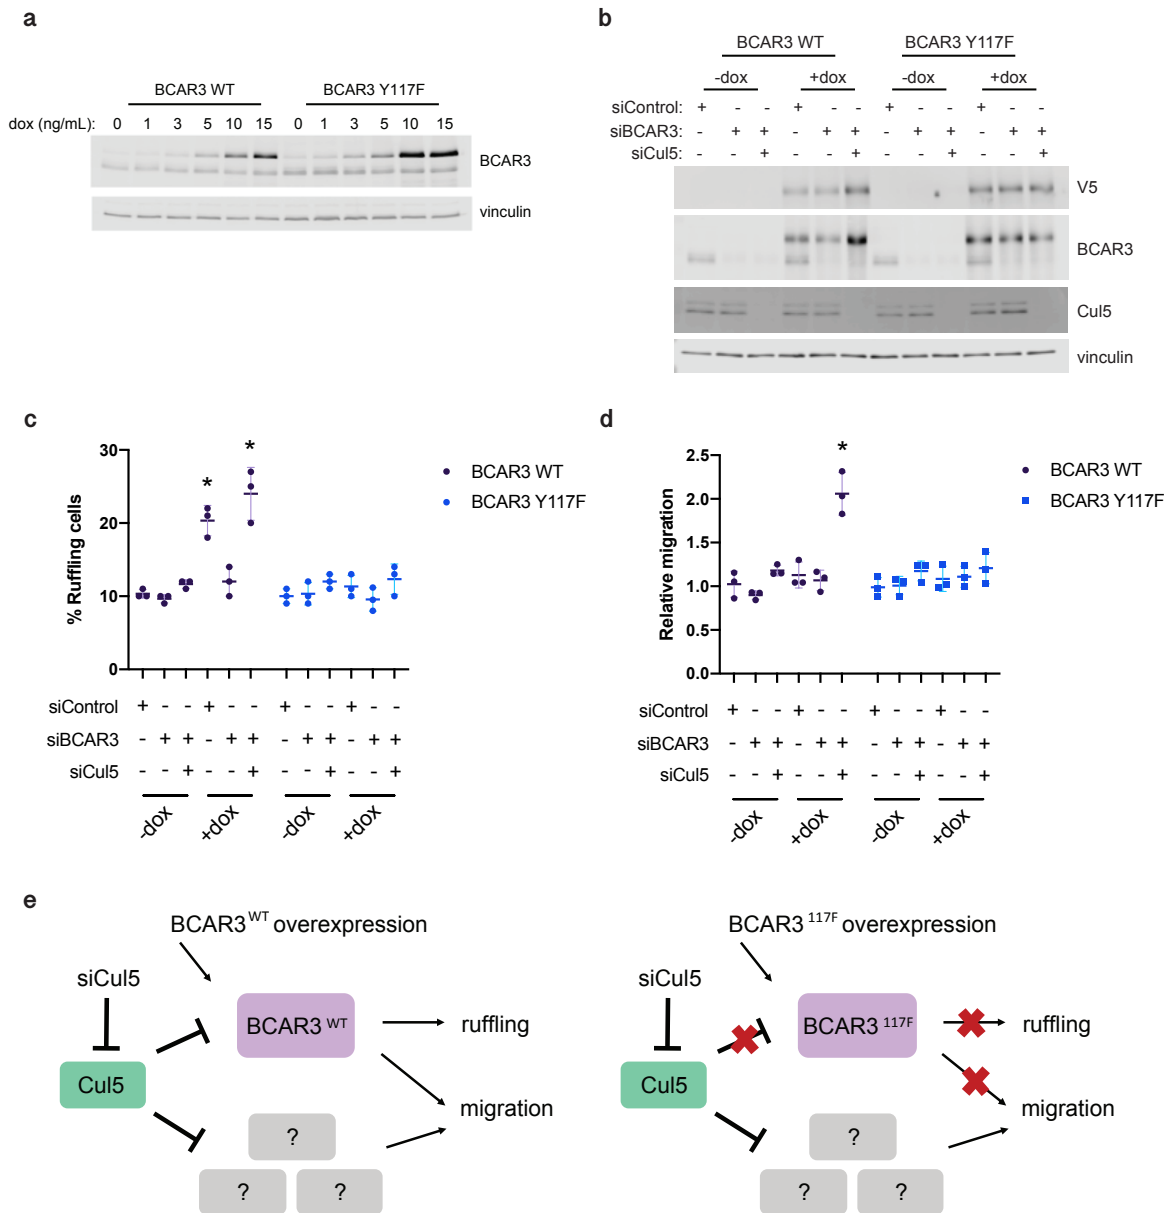 a
BCAR3 WT BCAR3 Y117F
dox (ng/mL): 0 1 3 5 10 15 0 1 3 5 10 15
BCAR3
vinculin
b
BCAR3 WT BCAR3 Y117F
-dox +dox -dox +dox
siControl: + - - + - - + - - + - -
siBCAR3: - + + - + + - + + - + +
siCul5: - - + - - + - - + - - +
V5
BCAR3
Cul5
vinculin
c
% Ruffling cells
30
20
10
0
* *
BCAR3 WT
BCAR3 Y117F
siControl + - - + - - + - - + - -
siBCAR3 - + + - + + - + + - + +
siCul5 - - + - - + - - + - - +
-dox +dox -dox +dox
d
Relative migration
2.5
2.0
1.5
1.0
0.5
0.0
*
BCAR3 WT
BCAR3 Y117F
siControl + - - + - - + - - + - -
siBCAR3 - + + - + + - + + - + +
siCul5 - - + - - + - - + - - +
-dox +dox -dox +dox
e
BCAR3 WT overexpression
siCul5
BCAR3 WT
ruffling
Cul5
migration
?
? ?
BCAR3 117F overexpression
siCul5
BCAR3 117F
ruffling
Cul5
migration
?
? ?